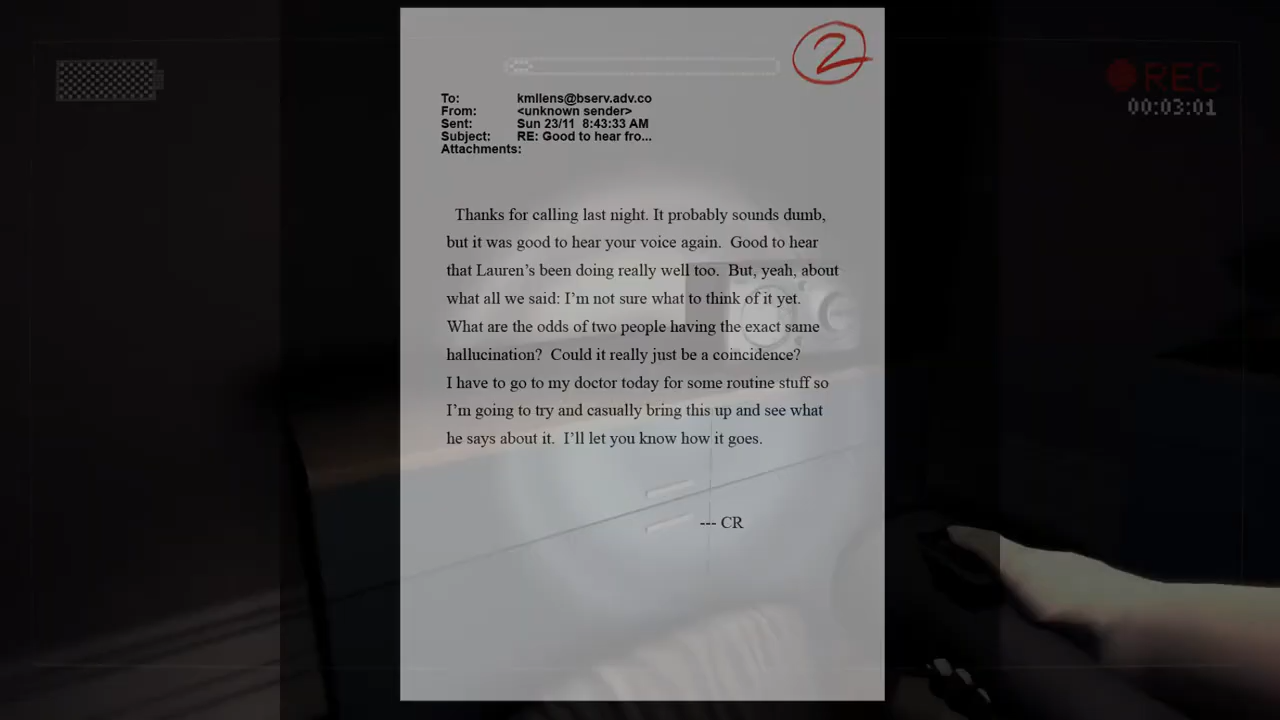 2
REC
00:03:01
To: kmllens@bserv.adv.co
From: <unknown sender>
Sent: Sun 23/11 8:43:33 AM
Subject: RE: Good to hear fro...
Attachments:
Thanks for calling last night. It probably sounds dumb,
but it was good to hear your voice again. Good to hear
that Lauren’s been doing really well too. But, yeah, about
what all we said: I’m not sure what to think of it yet.
What are the odds of two people having the exact same
hallucination? Could it really just be a coincidence?
I have to go to my doctor today for some routine stuff so
I’m going to try and casually bring this up and see what
he says about it. I’ll let you know how it goes.
--- CR